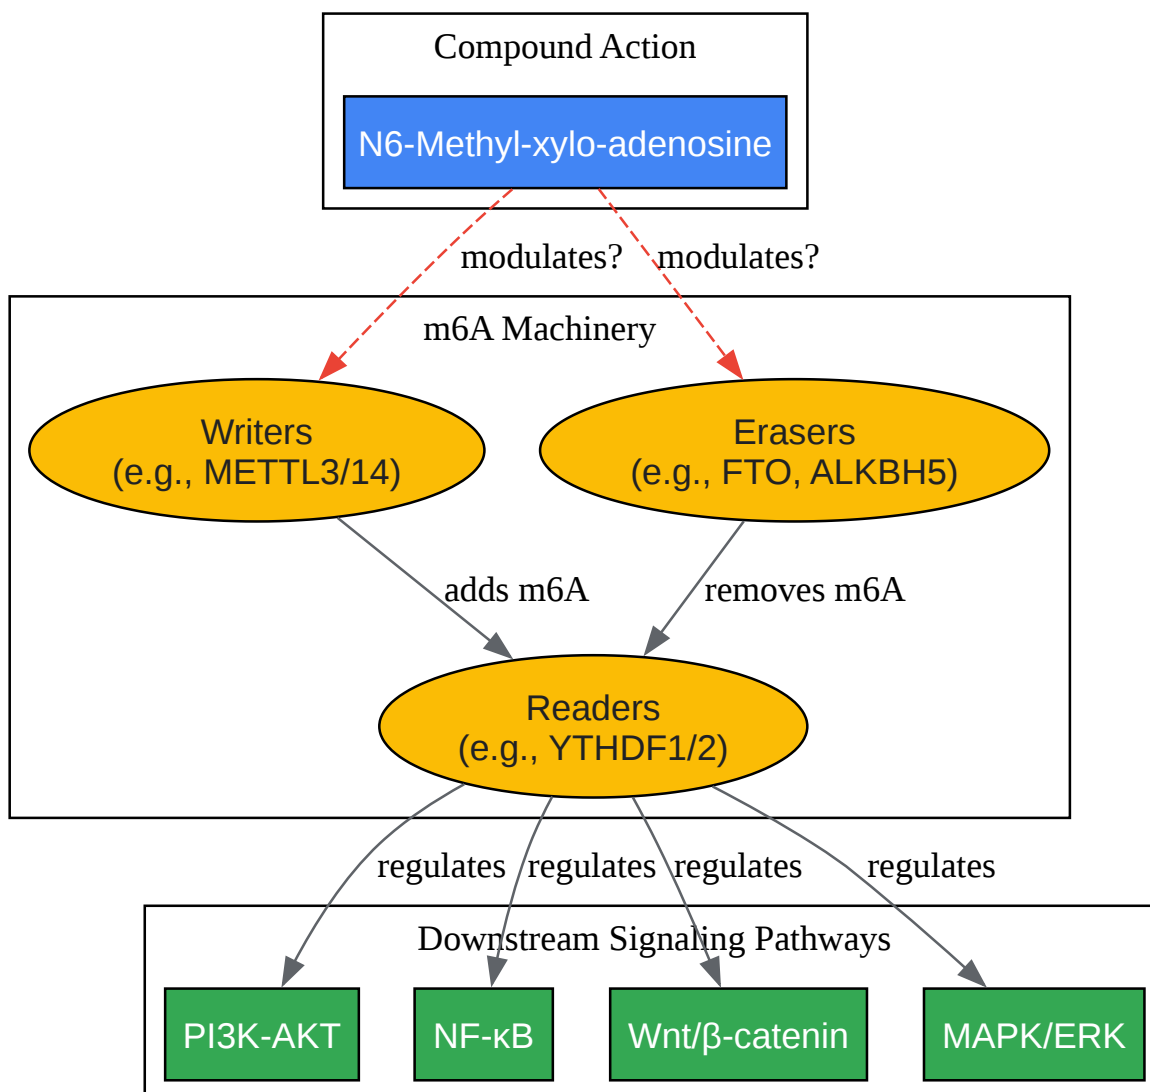 Compound Action
N6-Methyl-xylo-adenosine
modulates?
modulates?
m6A Machinery
Writers
(e.g., METTL3/14)
Erasers
(e.g., FTO, ALKBH5)
adds m6A
removes m6A
Readers
(e.g., YTHDF1/2)
regulates
regulates
regulates
regulates
Downstream Signaling Pathways
PI3K-AKT
NF-κB
Wnt/β-catenin
MAPK/ERK